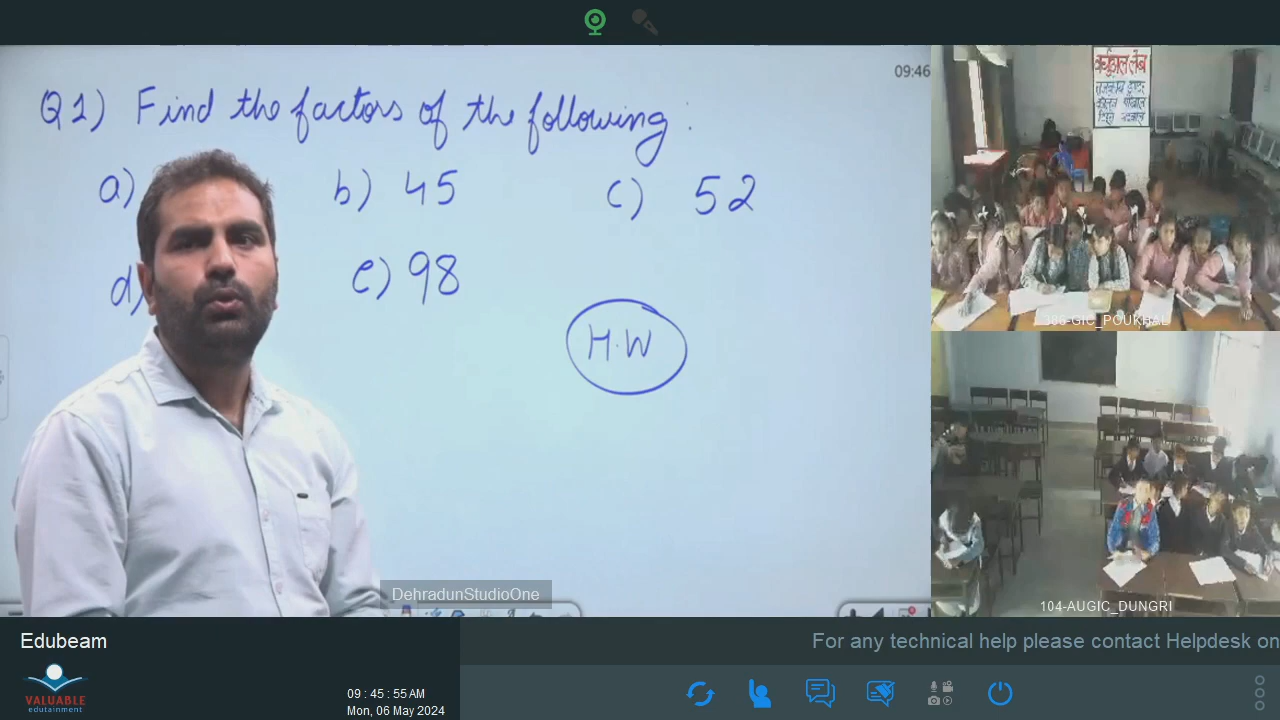 09:46
Q1) Find the factors of the following:
a) b) 45 c) 52
d) e) 98
H.W
DehradunStudioOne
386-GIC_POUKHAL
104-AUGIC_DUNGRI
Edubeam
For any technical help please contact Helpdesk on
VALUABLE
edutainment
09 : 45 : 55 AM
Mon, 06 May 2024